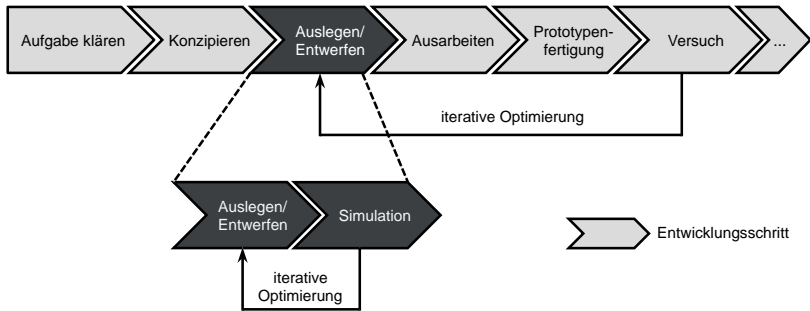 Aufgabe klären
Konzipieren
Auslegen/
Entwerfen
Ausarbeiten
Prototypen-
fertigung
Versuch
...
iterative Optimierung
Auslegen/
Entwerfen
Simulation
iterative
Optimierung
Entwicklungsschritt